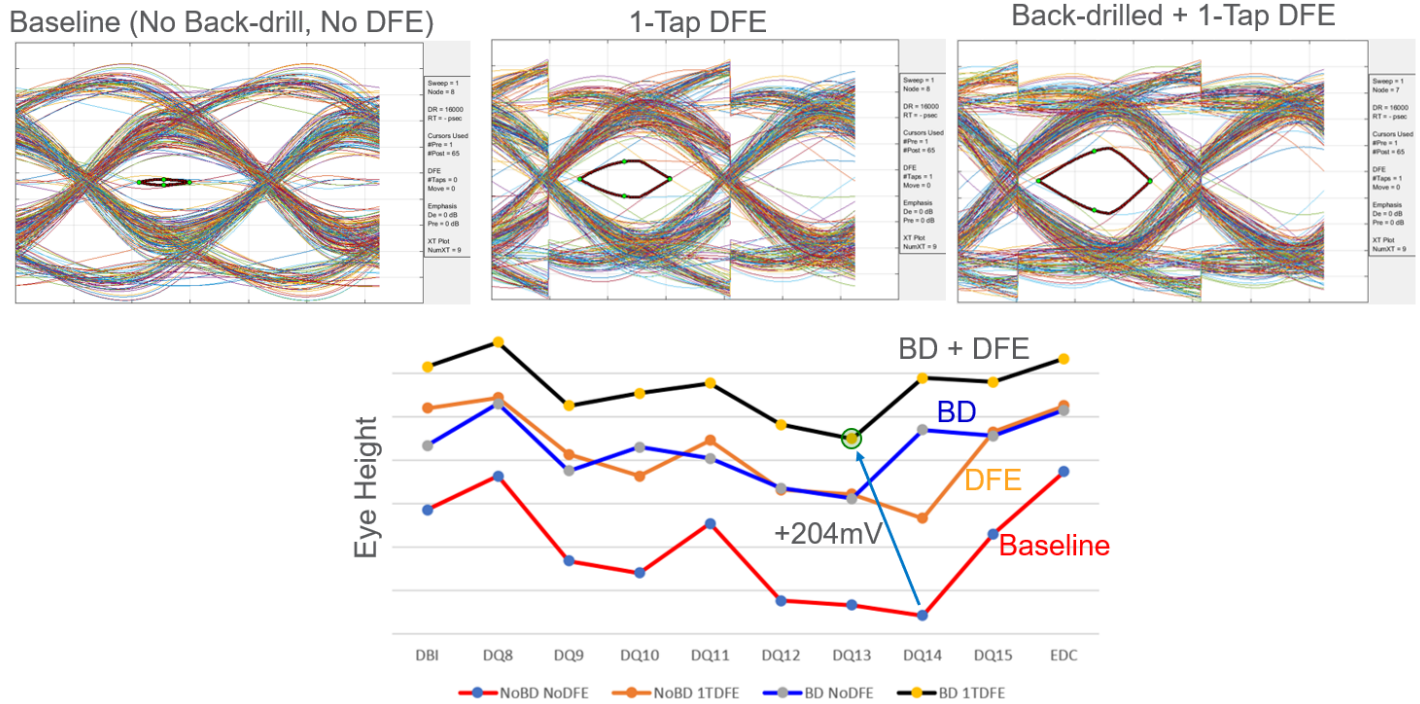 Baseline (No Back-drill, No DFE)
1-Tap DFE
Back-drilled + 1-Tap DFE
Sweep = 1
Node = 8
DR = 16000
RT = - psec
Cursors Used
#Pre = 1
#Post = 65
DFE
#Taps = 0
Move = 0
Emphasis
De = 0 dB
Pre = 0 dB
XT Plot
NumXT = 9
Sweep = 1
Node = 8
DR = 16000
RT = - psec
Cursors Used
#Pre = 1
#Post = 65
DFE
#Taps = 1
Move = 0
Emphasis
De = 0 dB
Pre = 0 dB
XT Plot
NumXT = 9
Sweep = 1
Node = 7
DR = 16000
RT = - psec
Cursors Used
#Pre = 1
#Post = 65
DFE
#Taps = 1
Move = 0
Emphasis
De = 0 dB
Pre = 0 dB
XT Plot
NumXT = 9
Eye Height
BD + DFE
BD
DFE
+204mV
Baseline
DBI DQ8 DQ9 DQ10 DQ11 DQ12 DQ13 DQ14 DQ15 EDC
NoBD NoDFE NoBD 1TDFE BD NoDFE BD 1TDFE